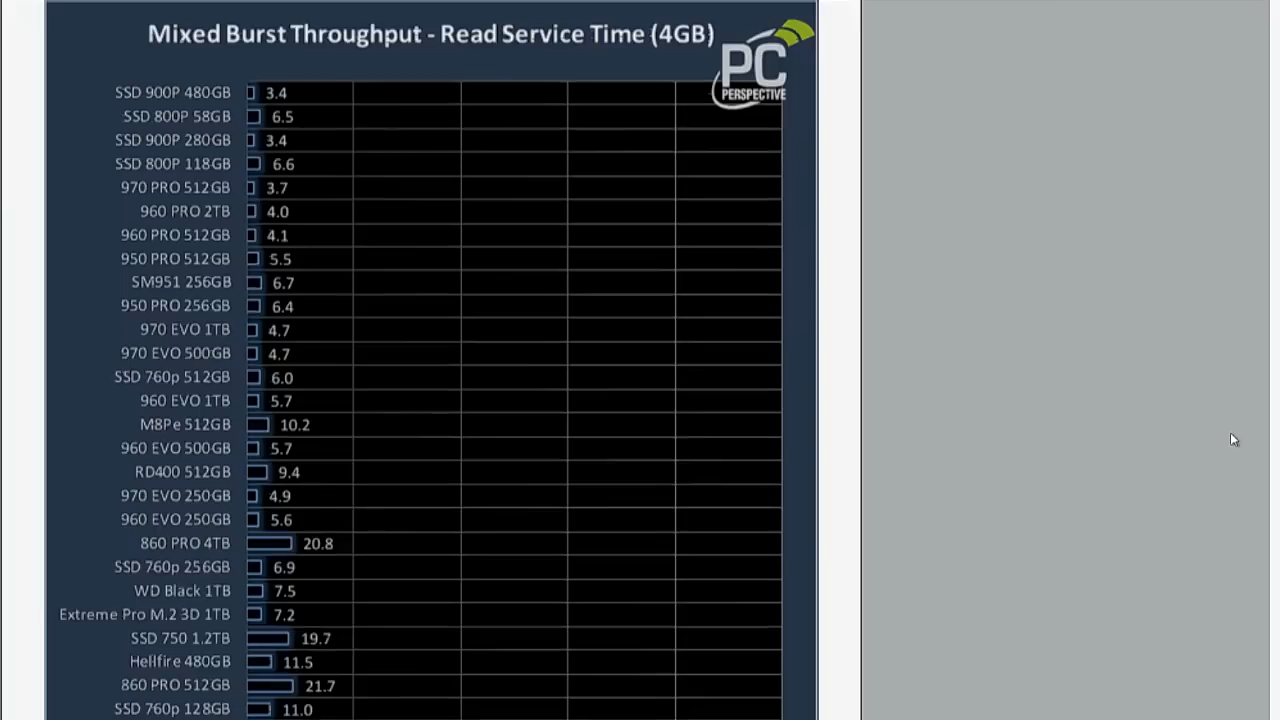 Mixed Burst Throughput - Read Service Time (4GB)
PC
PERSPECTIVE
SSD 900P 480GB 3.4
SSD 800P 58GB 6.5
SSD 900P 280GB 3.4
SSD 800P 118GB 6.6
970 PRO 512GB 3.7
960 PRO 2TB 4.0
960 PRO 512GB 4.1
950 PRO 512GB 5.5
SM951 256GB 6.7
950 PRO 256GB 6.4
970 EVO 1TB 4.7
970 EVO 500GB 4.7
SSD 760p 512GB 6.0
960 EVO 1TB 5.7
M8Pe 512GB 10.2
960 EVO 500GB 5.7
RD400 512GB 9.4
970 EVO 250GB 4.9
960 EVO 250GB 5.6
860 PRO 4TB 20.8
SSD 760p 256GB 6.9
WD Black 1TB 7.5
Extreme Pro M.2 3D 1TB 7.2
SSD 750 1.2TB 19.7
Hellfire 480GB 11.5
860 PRO 512GB 21.7
SSD 760p 128GB 11.0